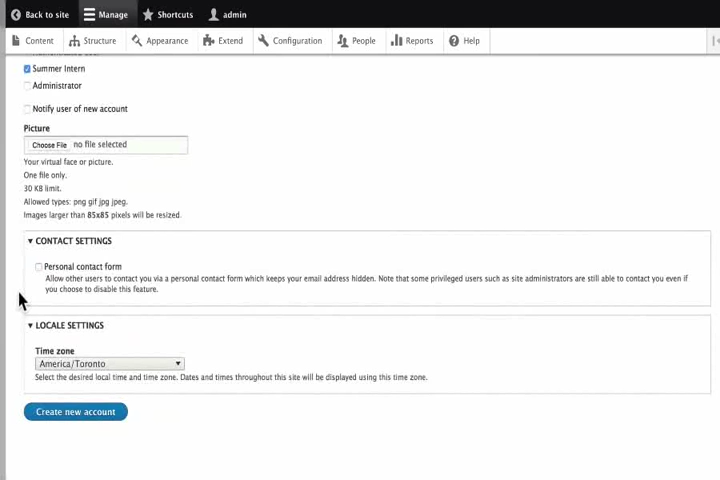 Back to site Manage Shortcuts admin
Content Structure Appearance Extend Configuration People Reports Help
Summer Intern
Administrator
Notify user of new account
Picture
Choose File no file selected
Your virtual face or picture.
One file only.
30 KB limit.
Allowed types: png gif jpg jpeg.
Images larger than 85x85 pixels will be resized.
▼ CONTACT SETTINGS
Personal contact form
Allow other users to contact you via a personal contact form which keeps your email address hidden. Note that some privileged users such as site administrators are still able to contact you even if
you choose to disable this feature.
▼ LOCALE SETTINGS
Time zone
America/Toronto
Select the desired local time and time zone. Dates and times throughout this site will be displayed using this time zone.
Create new account